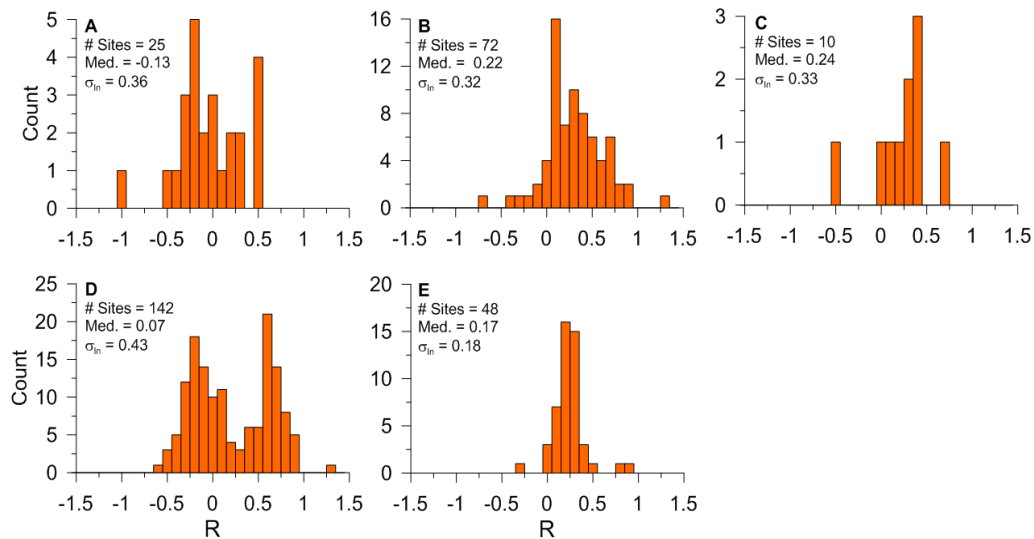 A
# Sites = 25
Med. = -0.13
σln = 0.36
Count
5
4
3
2
1
0
-1.5 -1 -0.5 0 0.5 1 1.5
B
# Sites = 72
Med. = 0.22
σln = 0.32
16
12
8
4
0
-1.5 -1 -0.5 0 0.5 1 1.5
C
# Sites = 10
Med. = 0.24
σln = 0.33
3
2
1
0
-1.5 -1 -0.5 0 0.5 1 1.5
D
# Sites = 142
Med. = 0.07
σln = 0.43
Count
25
20
15
10
5
0
-1.5 -1 -0.5 0 0.5 1 1.5
R
E
# Sites = 48
Med. = 0.17
σln = 0.18
20
15
10
5
0
-1.5 -1 -0.5 0 0.5 1 1.5
R